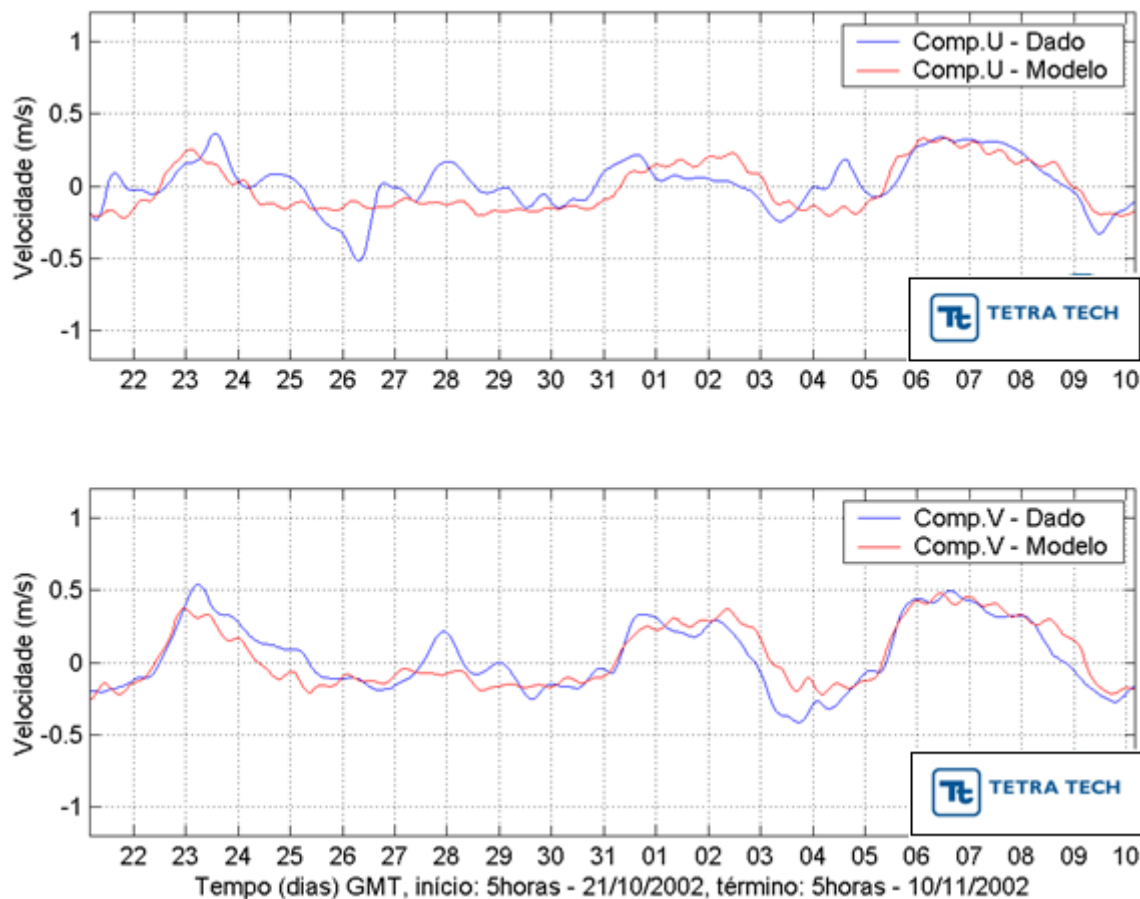 Comp.U - Dado
Comp.U - Modelo
1
0.5
0
-0.5
-1
Velocidade (m/s)
Tt TETRA TECH
22 23 24 25 26 27 28 29 30 31 01 02 03 04 05 06 07 08 09 10
Comp.V - Dado
Comp.V - Modelo
1
0.5
0
-0.5
-1
Velocidade (m/s)
Tt TETRA TECH
22 23 24 25 26 27 28 29 30 31 01 02 03 04 05 06 07 08 09 10
Tempo (dias) GMT, início: 5horas - 21/10/2002, término: 5horas - 10/11/2002